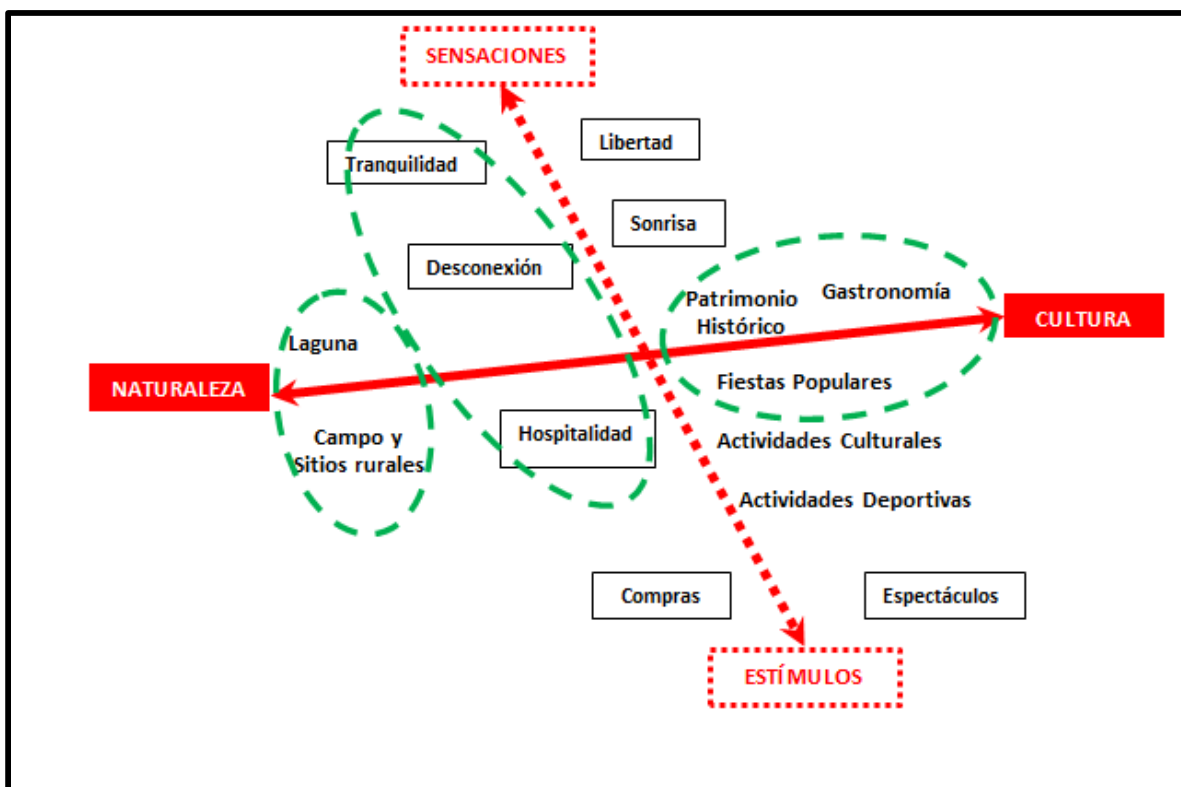 SENSACIONES
Libertad
Tranquilidad
Sonrisa
Desconexión
Gastronomía
Patrimonio
Histórico
CULTURA
Laguna
NATURALEZA
Fiestas Populares
Hospitalidad
Campo y
Sitios rurales
Actividades Culturales
Actividades Deportivas
Compras
Espectáculos
ESTÍMULOS